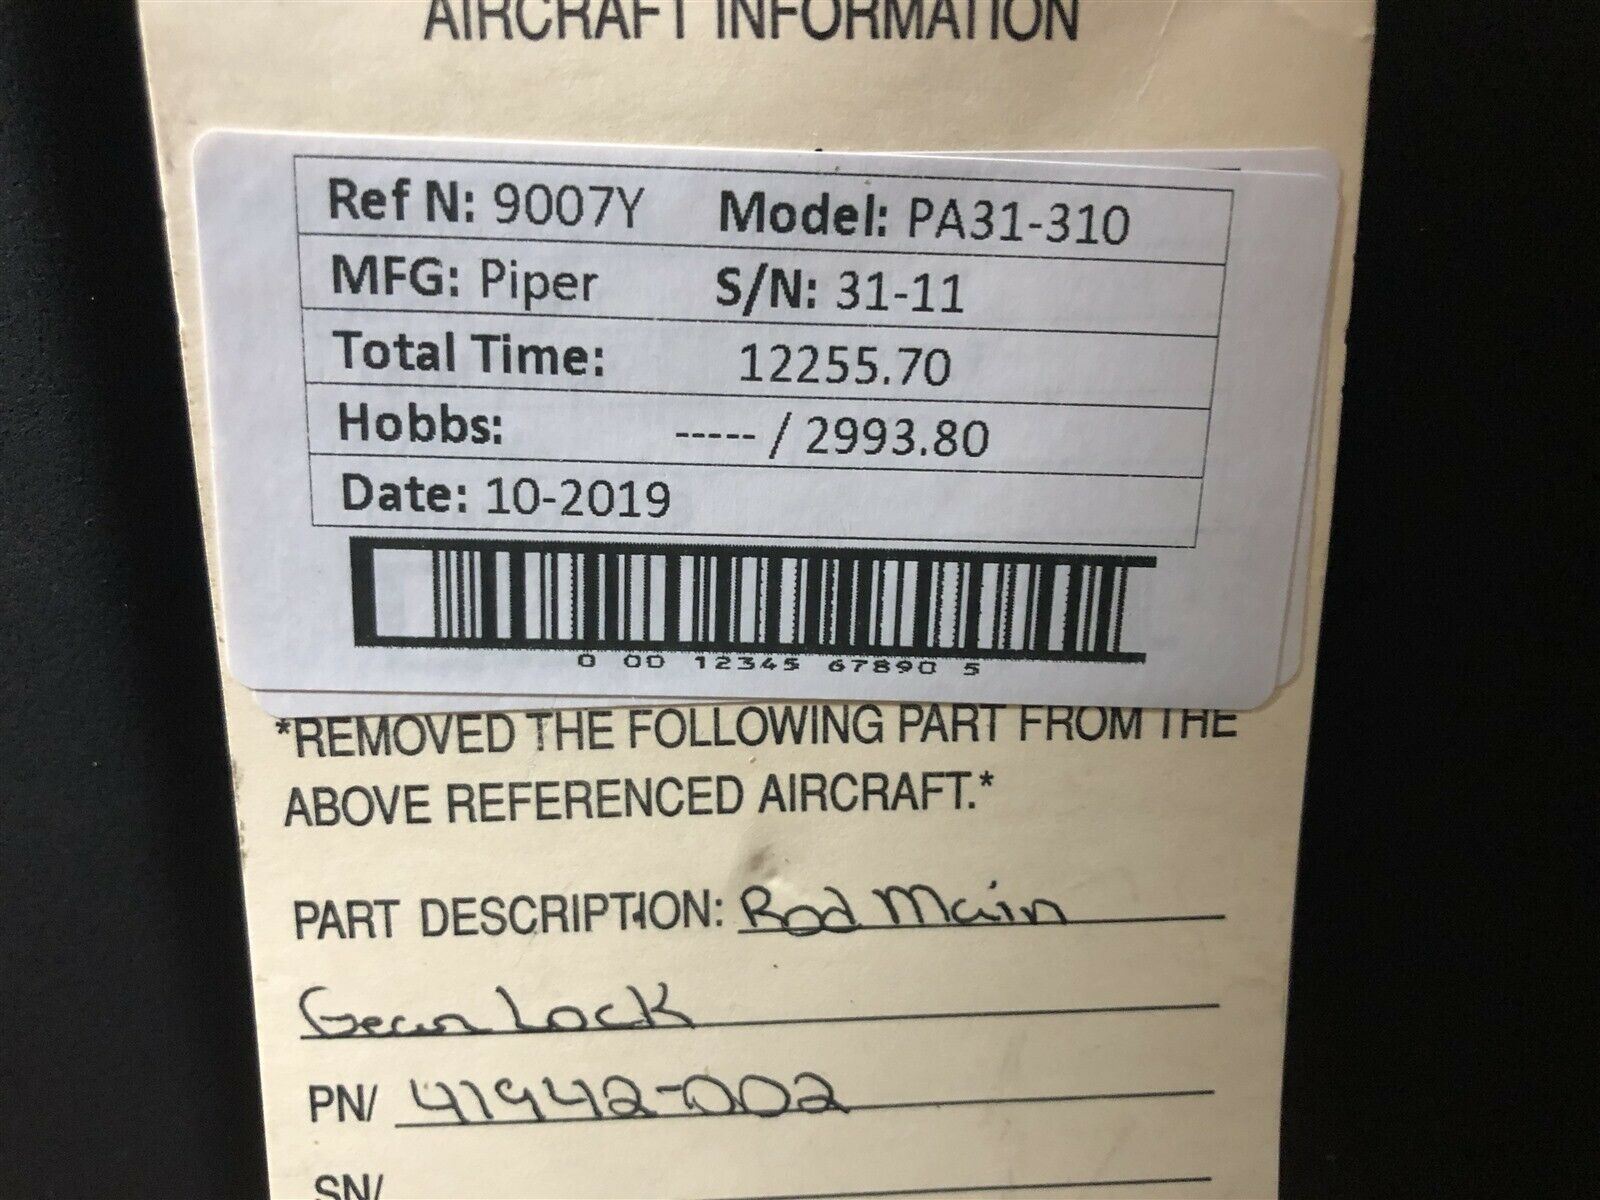 AIRCRAFT INFORMATION
Ref N: 9007Y Model: PA31-310
MFG: Piper S/N: 31-11
Total Time: 12255.70
Hobbs: ----- / 2993.80
Date: 10-2019
0 00 12345 67890 5
*REMOVED THE FOLLOWING PART FROM THE
ABOVE REFERENCED AIRCRAFT.*
PART DESCRIPTION: Rod Main
Gear Lock
PN/ 41942-002
SN/